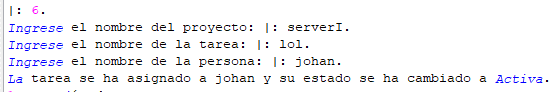 |: 6.
Ingrese el nombre del proyecto: |: serverI.
Ingrese el nombre de la tarea: |: lol.
Ingrese el nombre de la persona: |: johan.
La tarea se ha asignado a johan y su estado se ha cambiado a Activa.